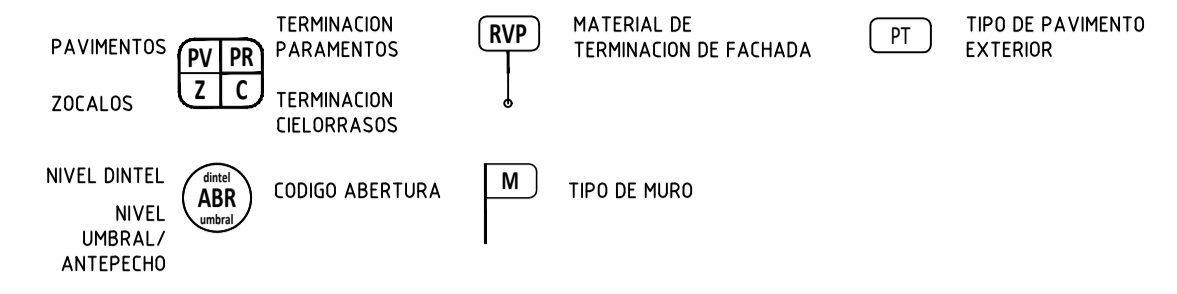 PAVIMENTOS
ZOCALOS
PV PR
Z C
TERMINACION
PARAMENTOS
TERMINACION
CIELORRASOS
RVP
MATERIAL DE
TERMINACION DE FACHADA
PT
TIPO DE PAVIMENTO
EXTERIOR
NIVEL DINTEL
NIVEL
UMBRAL/
ANTEPECHO
dintel
ABR
umbral
CODIGO ABERTURA
M
TIPO DE MURO